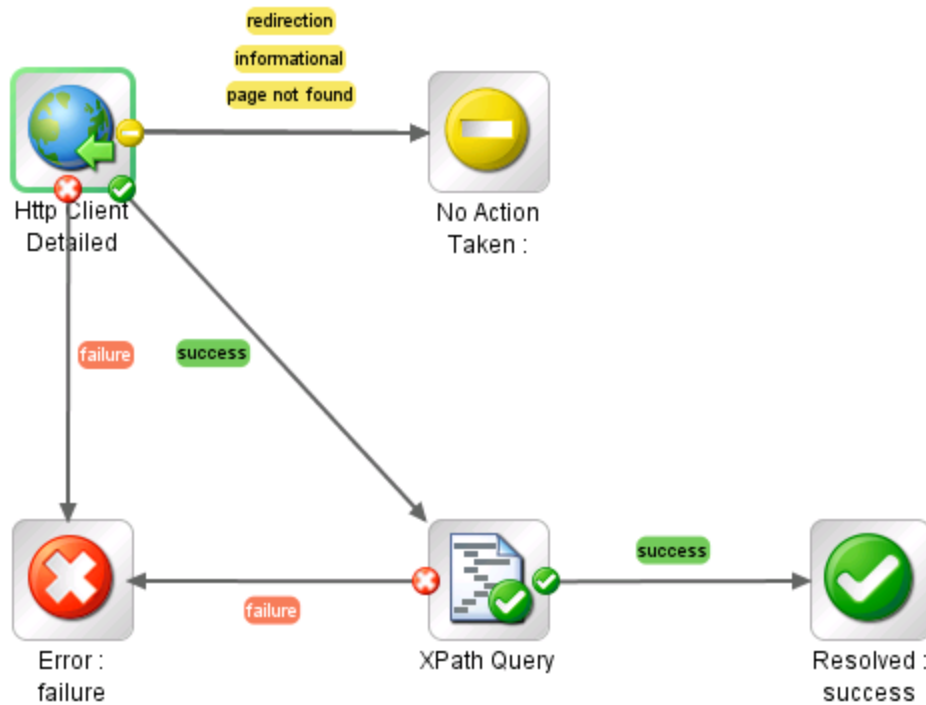 redirection
informational
page not found
Http Client
Detailed
No Action
Taken :
failure
success
success
failure
Error :
failure
XPath Query
Resolved :
success